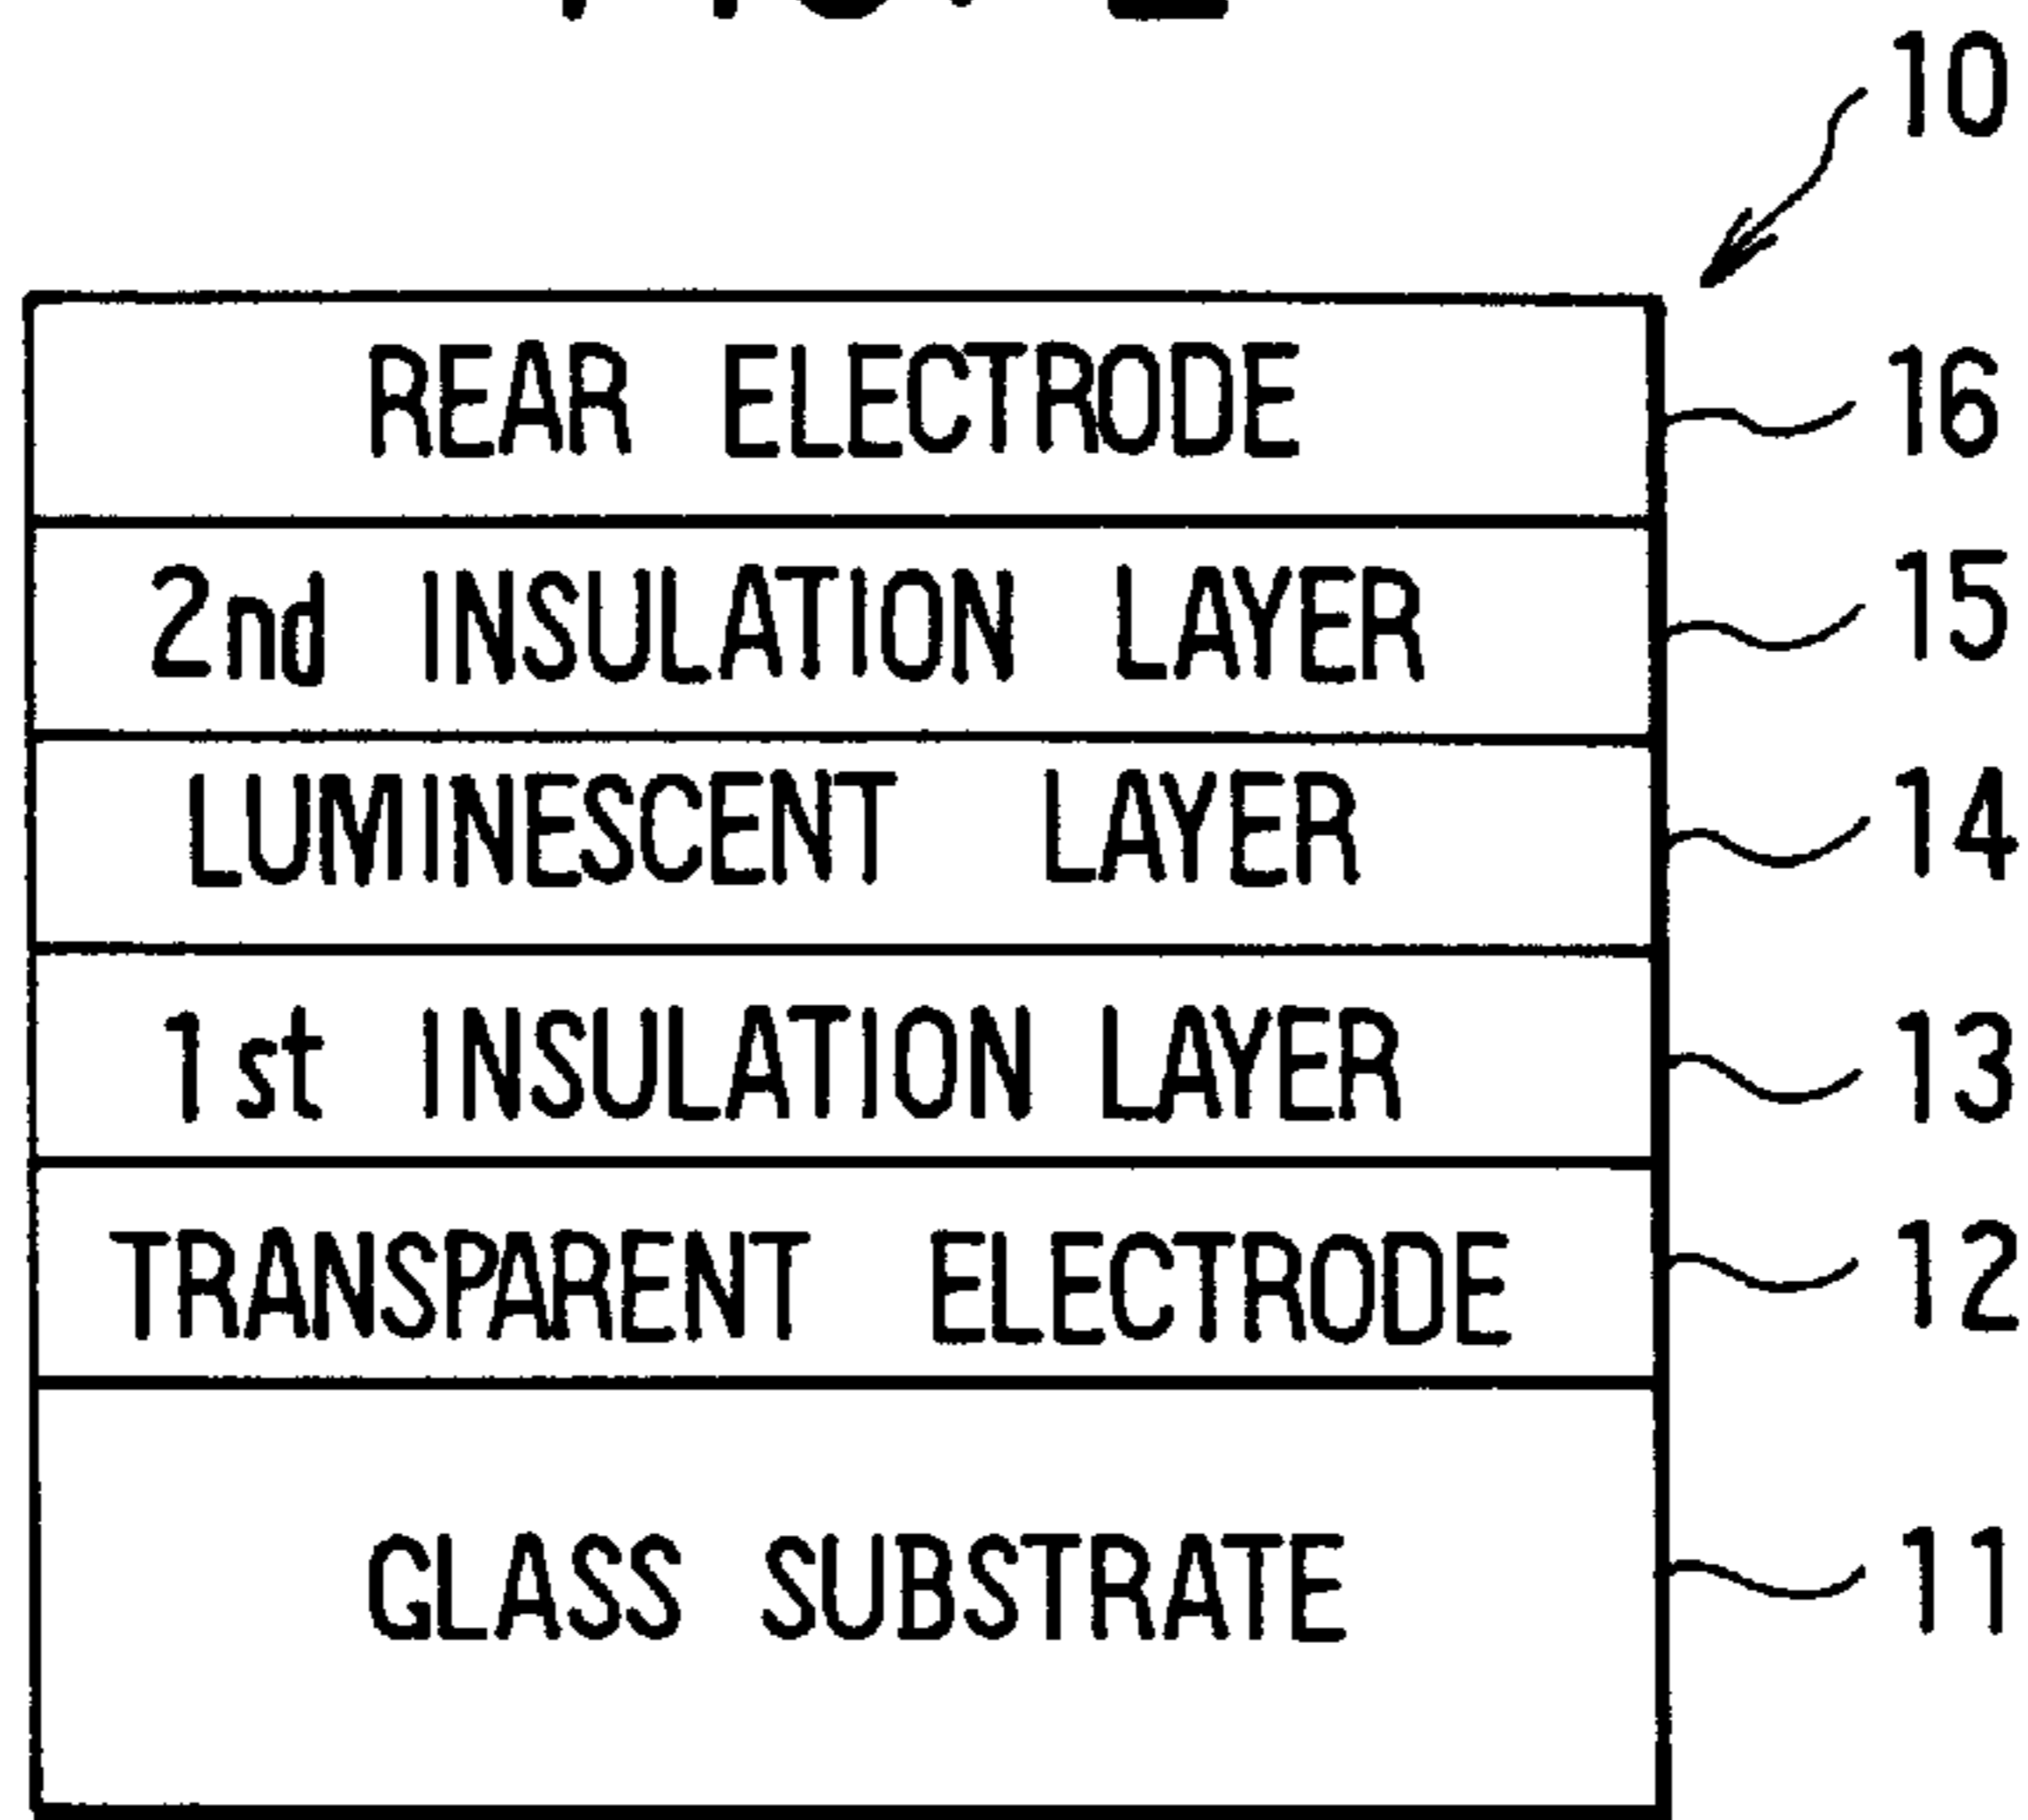 10
REAR ELECTRODE 16
2nd INSULATION LAYER 15
LUMINESCENT LAYER 14
1st INSULATION LAYER 13
TRANSPARENT ELECTRODE 12
GLASS SUBSTRATE 11